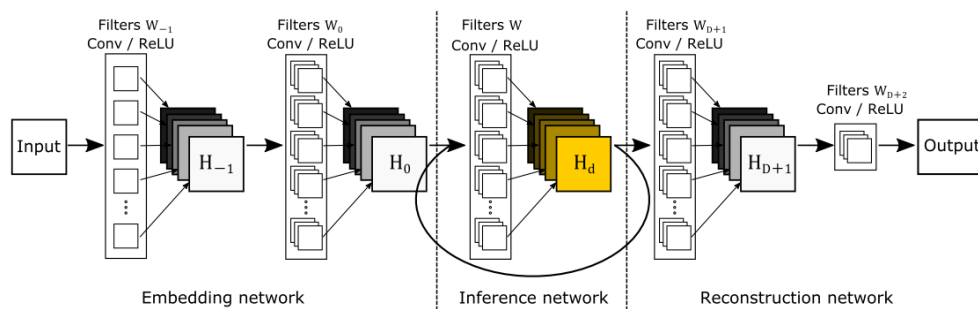 Filters W₋₁
Conv / ReLU
Filters W₀
Conv / ReLU
Filters W
Conv / ReLU
Filters W_D+1
Conv / ReLU
Filters W_D+2
Conv / ReLU
Input
H₋₁
H₀
H_d
H_D+1
Output
Embedding network
Inference network
Reconstruction network